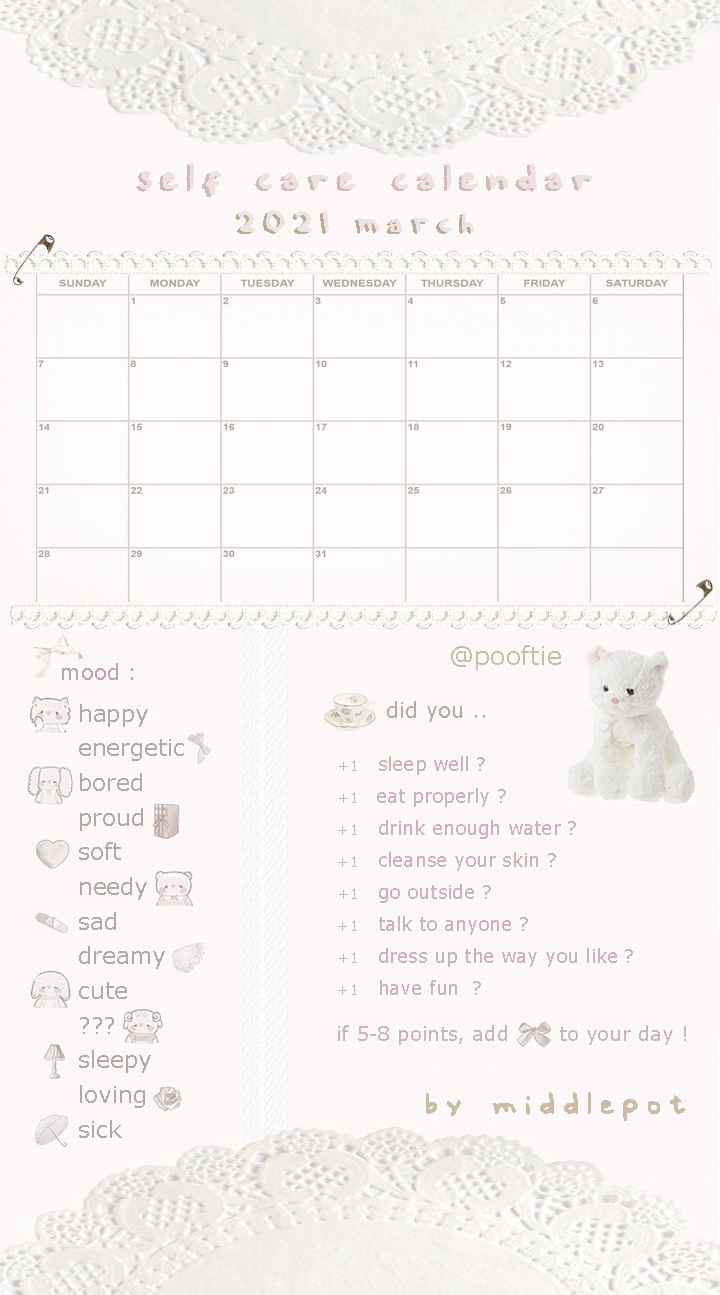 self care calendar
2021 march
SUNDAY MONDAY TUESDAY WEDNESDAY THURSDAY FRIDAY SATURDAY
1 2 3 4 5 6
7 8 9 10 11 12 13
14 15 16 17 18 19 20
21 22 23 24 25 26 27
28 29 30 31
mood :
happy
energetic
bored
proud
soft
needy
sad
dreamy
cute
???
sleepy
loving
sick
@pooftie
did you ..
+1 sleep well ?
+1 eat properly ?
+1 drink enough water ?
+1 cleanse your skin ?
+1 go outside ?
+1 talk to anyone ?
+1 dress up the way you like ?
+1 have fun ?
if 5-8 points, add to your day !
by middlepot